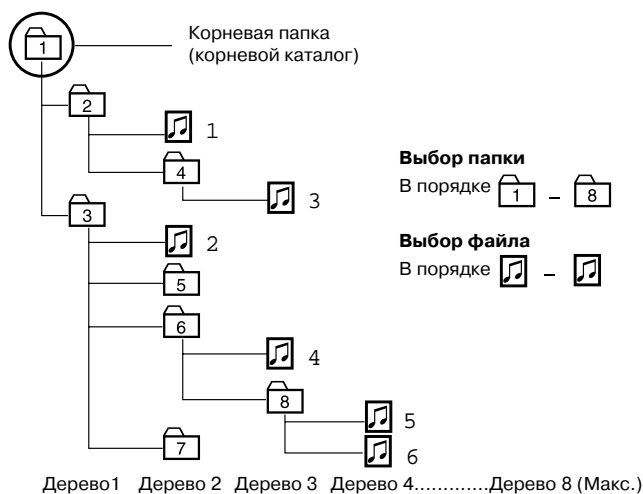 1
Корневая папка
(корневой каталог)
2
1
4
3
3
2
5
6
4
8
5
7
6
Выбор папки
В порядке 1 – 8
Выбор файла
В порядке –
Дерево1 Дерево 2 Дерево 3 Дерево 4.............Дерево 8 (Макс.)